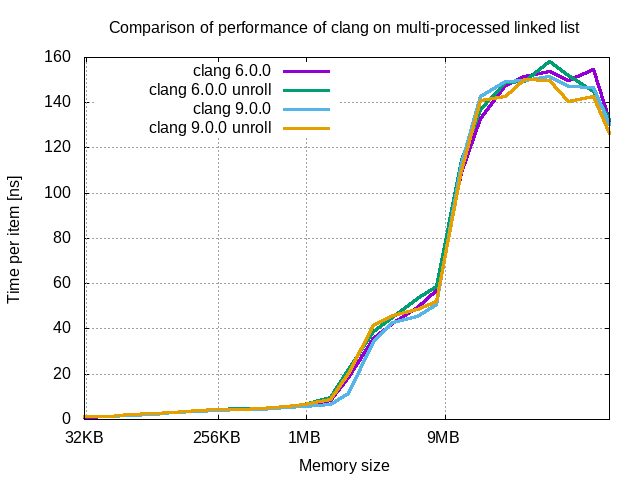 Comparison of performance of clang on multi-processed linked list
clang 6.0.0
clang 6.0.0 unroll
clang 9.0.0
clang 9.0.0 unroll
160
140
120
100
80
60
40
20
0
Time per item [ns]
32KB 256KB 1MB 9MB
Memory size